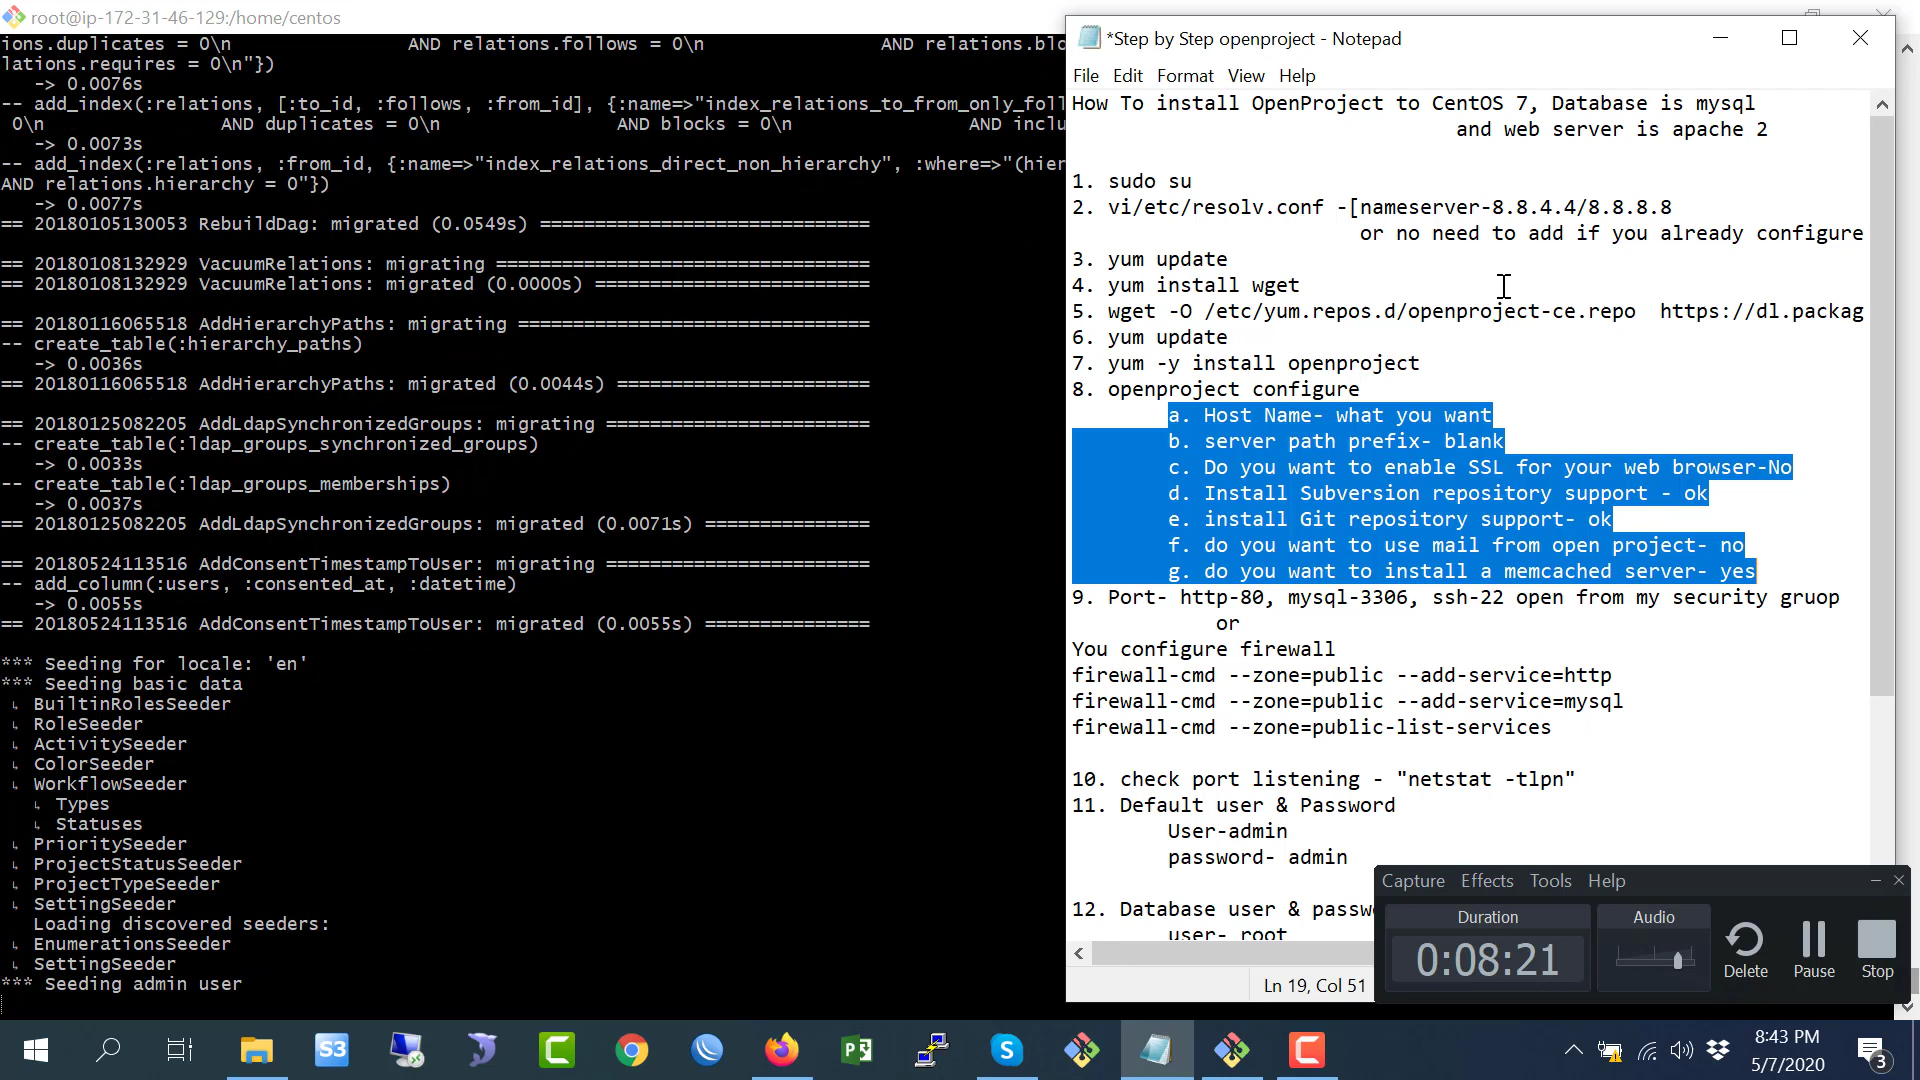 root@ip-172-31-46-129:/home/centos
ions.duplicates = 0\n AND relations.follows = 0\n AND relations.blo
lations.requires = 0\n"})
-> 0.0076s
-- add_index(:relations, [:to_id, :follows, :from_id], {:name=>"index_relations_to_from_only_foll
0\n AND duplicates = 0\n AND blocks = 0\n AND inclu
-> 0.0073s
-- add_index(:relations, :from_id, {:name=>"index_relations_direct_non_hierarchy", :where=>"(hier
AND relations.hierarchy = 0"})
-> 0.0077s
== 20180105130053 RebuildDag: migrated (0.0549s) ==============================
== 20180108132929 VacuumRelations: migrating ==================================
== 20180108132929 VacuumRelations: migrated (0.0000s) ==========================
== 20180116065518 AddHierarchyPaths: migrating ================================
-- create_table(:hierarchy_paths)
-> 0.0036s
== 20180116065518 AddHierarchyPaths: migrated (0.0044s) =======================
== 20180125082205 AddLdapSynchronizedGroups: migrating ========================
-- create_table(:ldap_groups_synchronized_groups)
-> 0.0033s
-- create_table(:ldap_groups_memberships)
-> 0.0037s
== 20180125082205 AddLdapSynchronizedGroups: migrated (0.0071s) ===============
== 20180524113516 AddConsentTimestampToUser: migrating ========================
-- add_column(:users, :consented_at, :datetime)
-> 0.0055s
== 20180524113516 AddConsentTimestampToUser: migrated (0.0055s) ===============
*** Seeding for locale: 'en'
*** Seeding basic data
↳ BuiltinRolesSeeder
↳ RoleSeeder
↳ ActivitySeeder
↳ ColorSeeder
↳ WorkflowSeeder
↳ Types
↳ Statuses
↳ PrioritySeeder
↳ ProjectStatusSeeder
↳ ProjectTypeSeeder
↳ SettingSeeder
Loading discovered seeders:
↳ EnumerationsSeeder
↳ SettingSeeder
*** Seeding admin user
*Step by Step openproject - Notepad
File Edit Format View Help
How To install OpenProject to CentOS 7, Database is mysql
and web server is apache 2
1. sudo su
2. vi/etc/resolv.conf -[nameserver-8.8.4.4/8.8.8.8
or no need to add if you already configure
3. yum update
4. yum install wget
5. wget -O /etc/yum.repos.d/openproject-ce.repo https://dl.packag
6. yum update
7. yum -y install openproject
8. openproject configure
a. Host Name- what you want
b. server path prefix- blank
c. Do you want to enable SSL for your web browser-No
d. Install Subversion repository support - ok
e. install Git repository support- ok
f. do you want to use mail from open project- no
g. do you want to install a memcached server- yes
9. Port- http-80, mysql-3306, ssh-22 open from my security gruop
or
You configure firewall
firewall-cmd --zone=public --add-service=http
firewall-cmd --zone=public --add-service=mysql
firewall-cmd --zone=public-list-services
10. check port listening - "netstat -tlpn"
11. Default user & Password
User-admin
password- admin
12. Database user & passw
user- root
Ln 19, Col 51
Capture Effects Tools Help
Duration Audio
0:08:21
Delete Pause Stop
S3
8:43 PM
5/7/2020
3